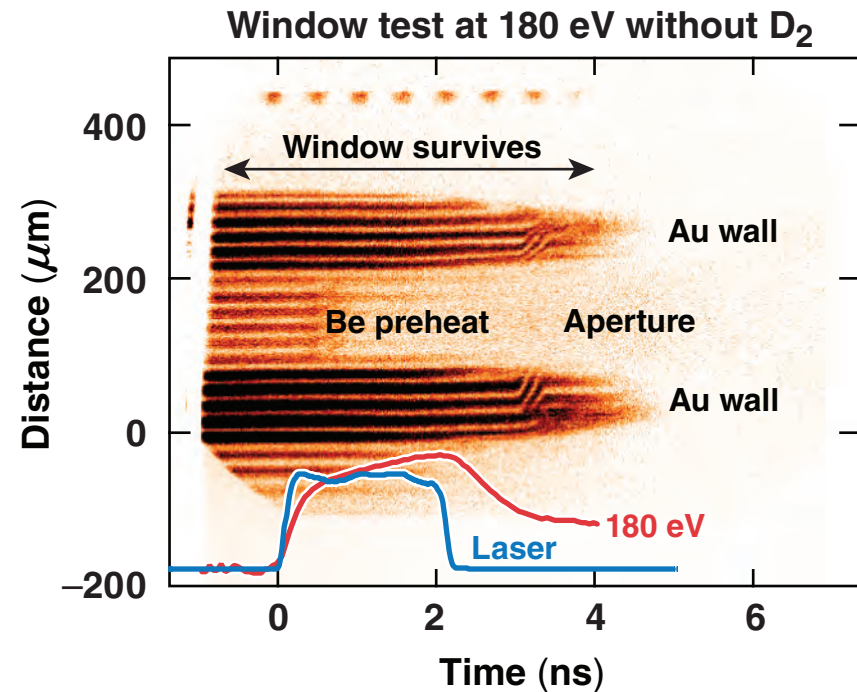 Window test at 180 eV without D₂
400
Window survives
Au wall
200
Be preheat
Aperture
Au wall
0
180 eV
Laser
–200
0
2
4
6
Distance (μm)
Time (ns)